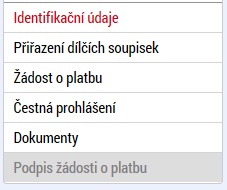 Identifikační údaje
Přiřazení dílčích soupisek
Žádost o platbu
Čestná prohlášení
Dokumenty
Podpis žádosti o platbu